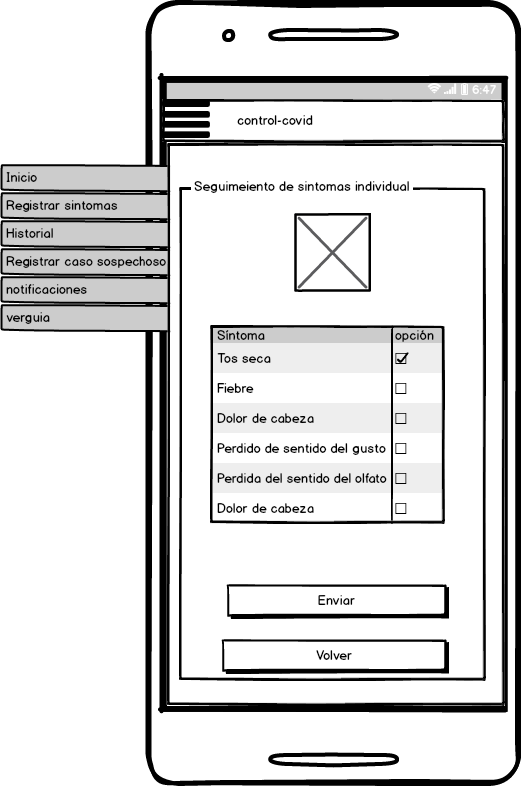 6:47
control-covid
Inicio
Registrar sintomas
Historial
Registrar caso sospechoso
notificaciones
verguia
Seguimeiento de sintomas individual
Síntoma opción
Tos seca
Fiebre
Dolor de cabeza
Perdido de sentido del gusto
Perdida del sentido del olfato
Dolor de cabeza
Enviar
Volver